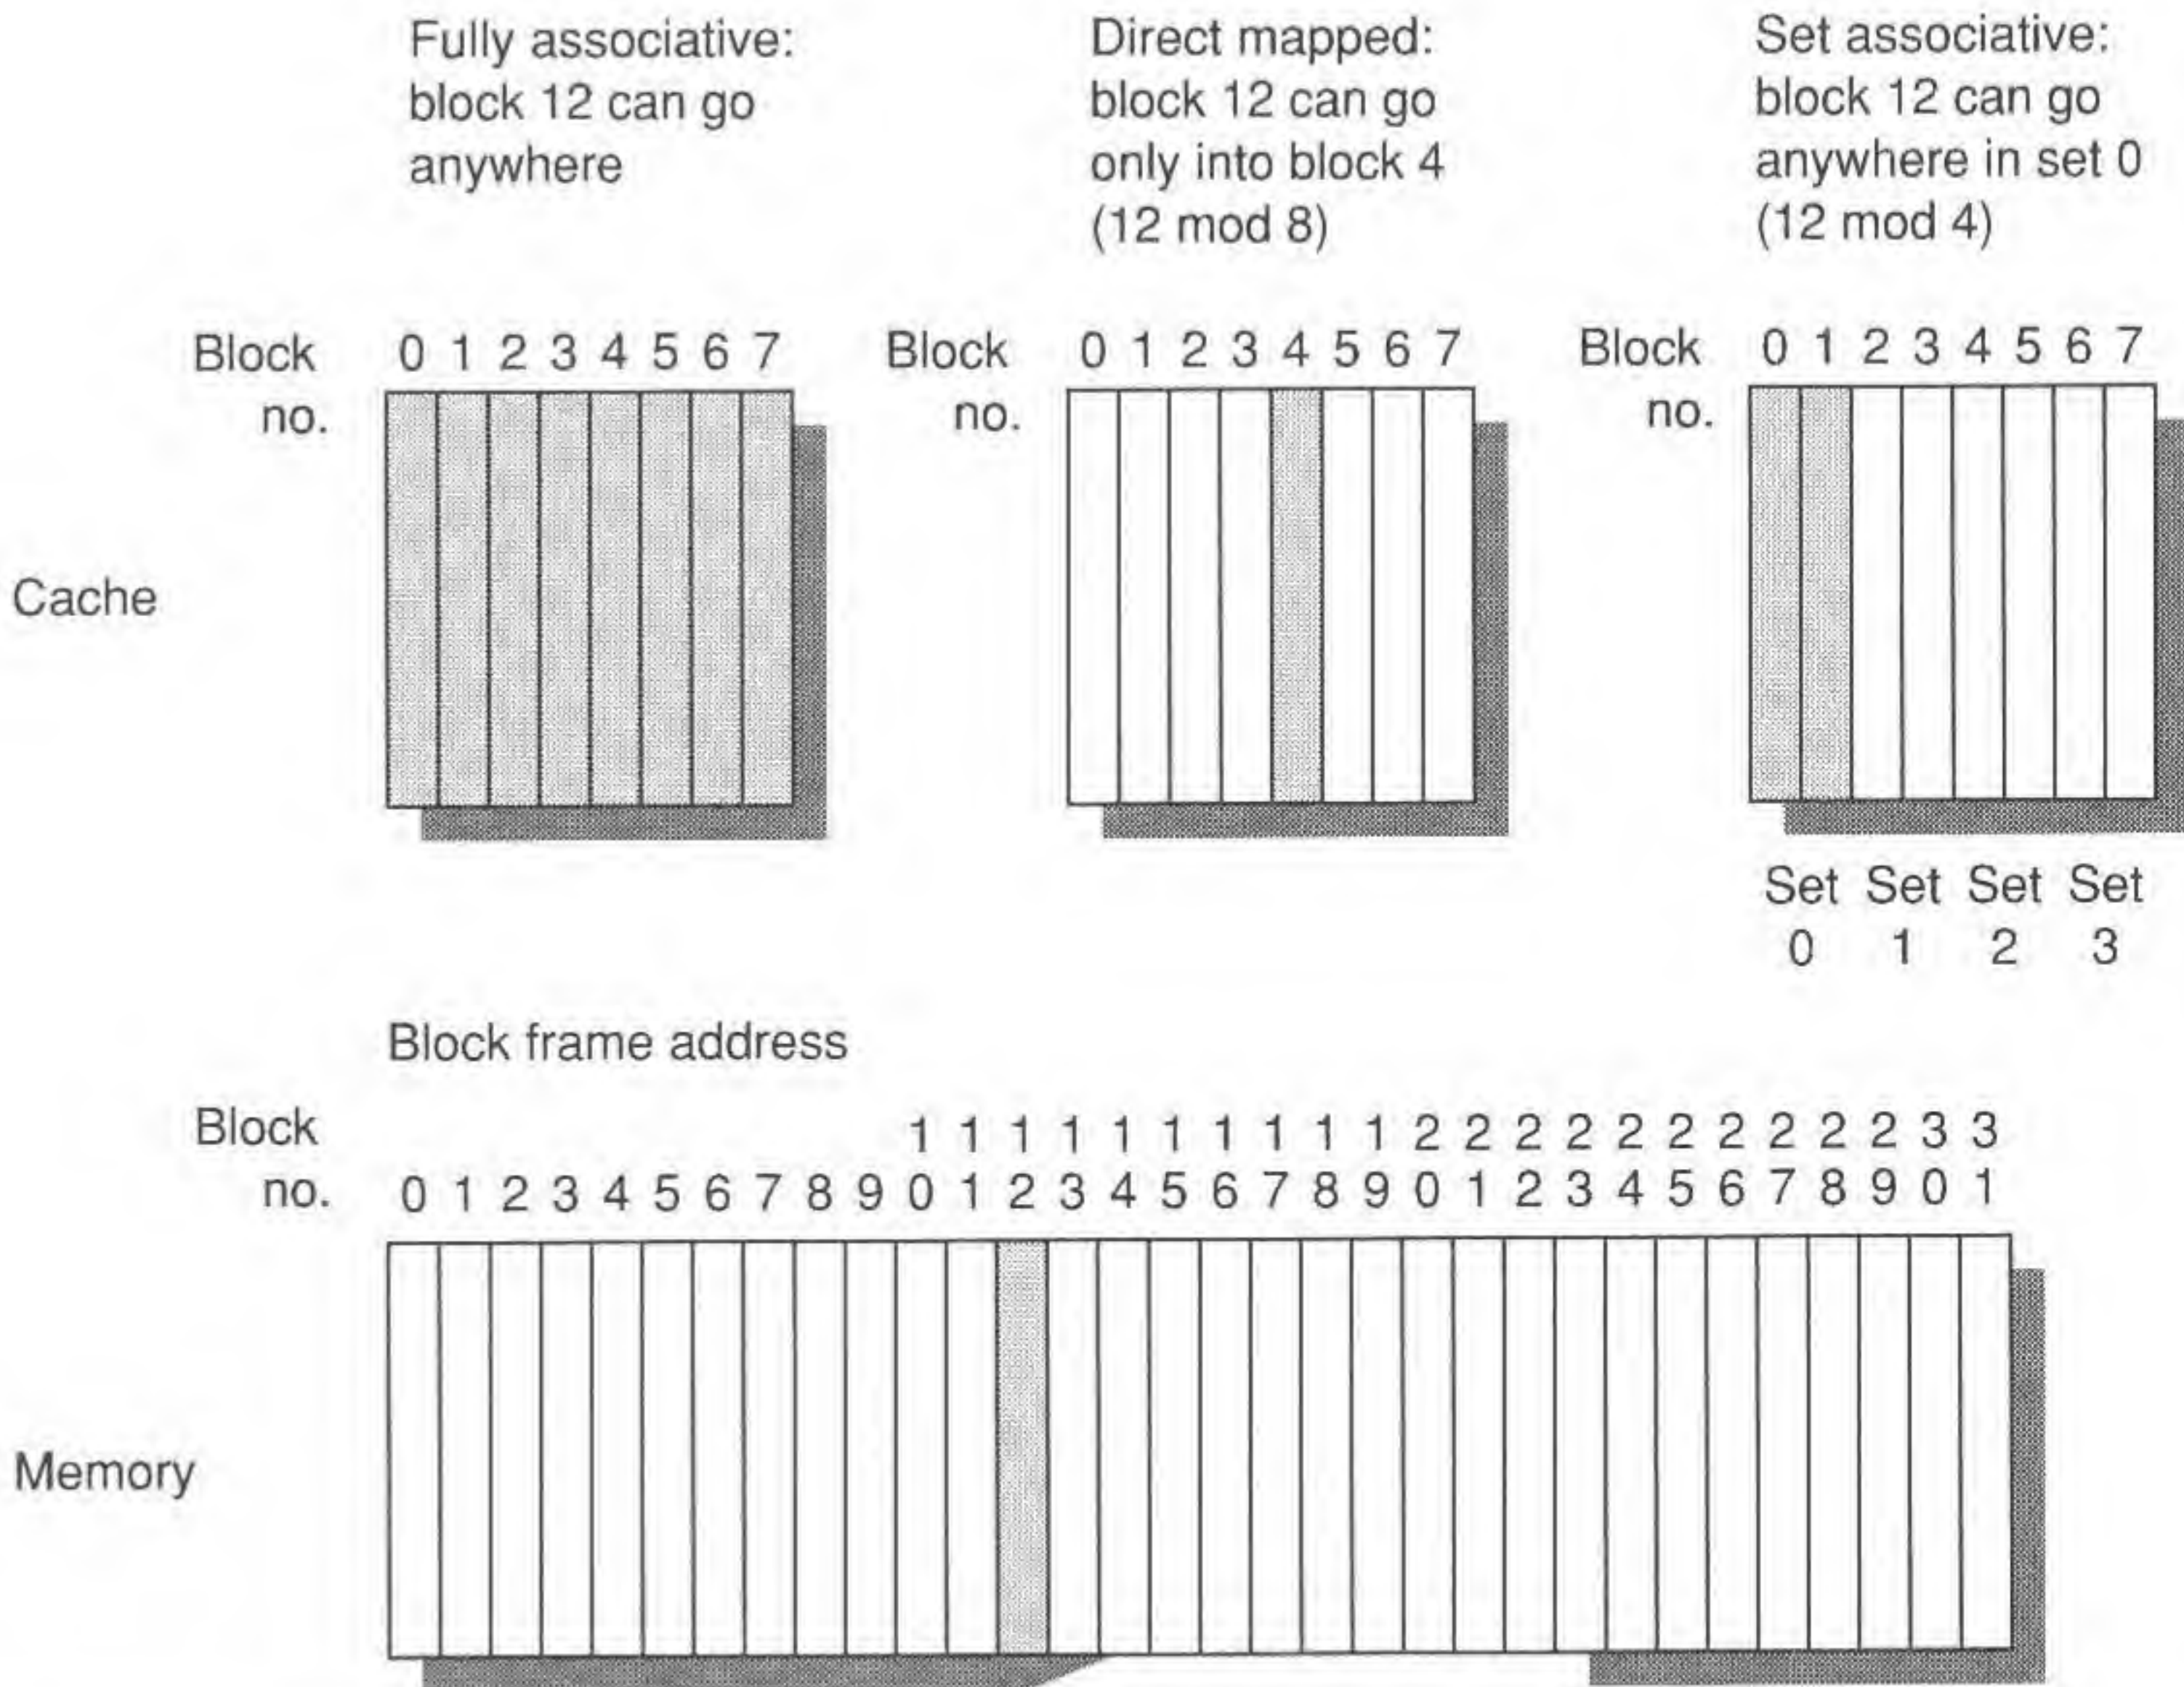 Fully associative:
block 12 can go
anywhere
Direct mapped:
block 12 can go
only into block 4
(12 mod 8)
Set associative:
block 12 can go
anywhere in set 0
(12 mod 4)
Block
no.
0 1 2 3 4 5 6 7
Block
no.
0 1 2 3 4 5 6 7
Block
no.
0 1 2 3 4 5 6 7
Cache
Set Set Set Set
0 1 2 3
Block frame address
Block
no.
1 1 1 1 1 1 1 1 1 1 2 2 2 2 2 2 2 2 2 2 3 3
0 1 2 3 4 5 6 7 8 9 0 1 2 3 4 5 6 7 8 9 0 1 2 3 4 5 6 7 8 9 0 1
Memory